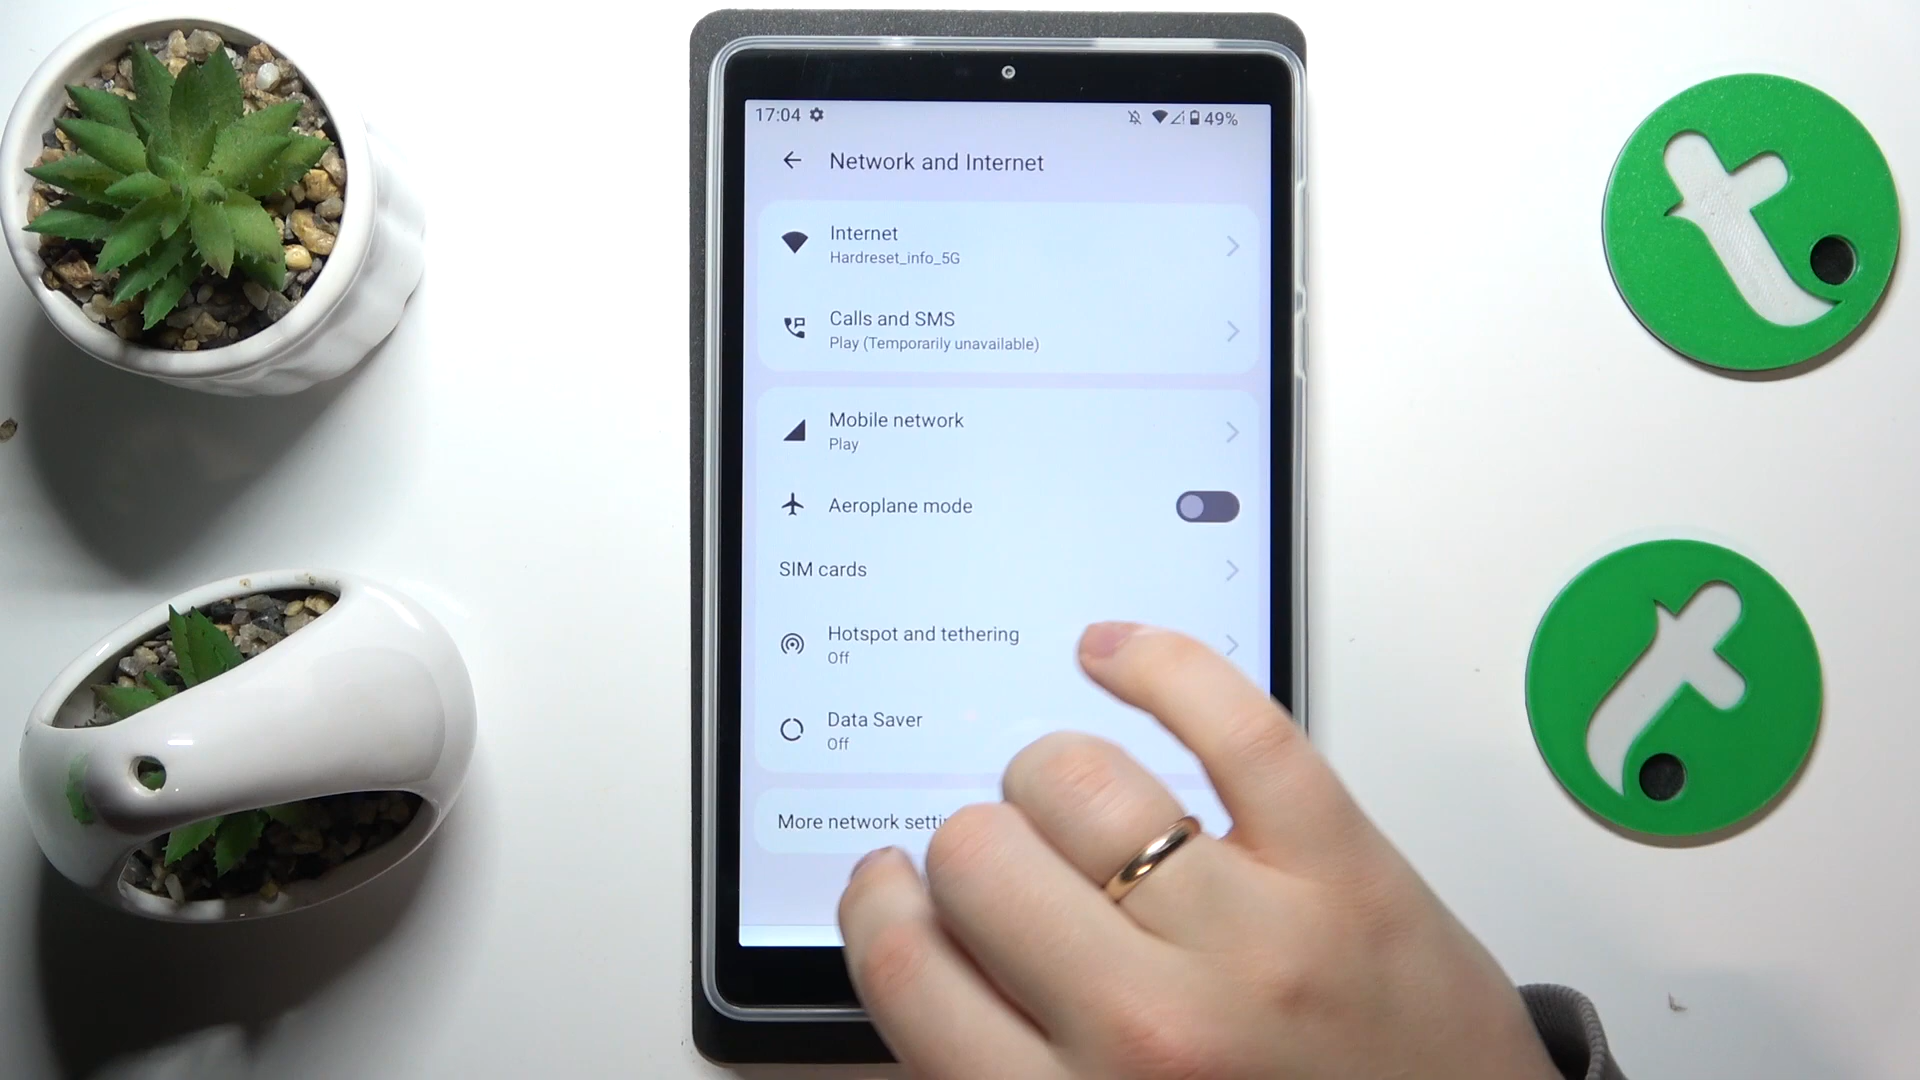 17:04
49%
Network and Internet
Internet
Hardreset_info_5G
Calls and SMS
Play (Temporarily unavailable)
Mobile network
Play
Aeroplane mode
SIM cards
Hotspot and tethering
Off
Data Saver
Off
More network